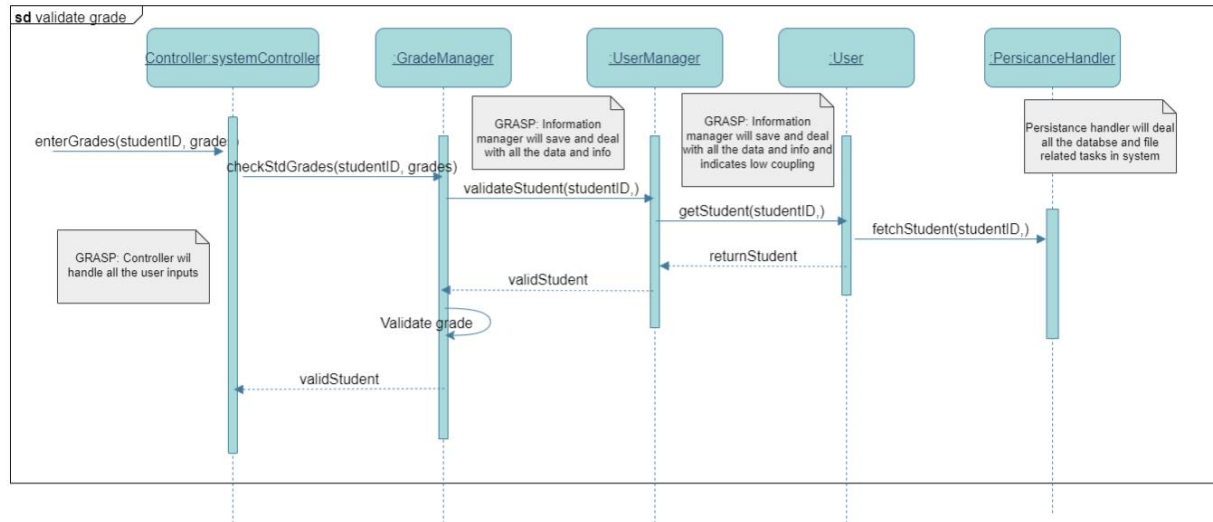 sd validate grade
Controller:systemController
:GradeManager
:UserManager
:User
:PersicanceHandler
GRASP: Information
manager will save and deal
with all the data and info
GRASP: Information
manager will save and deal
with all the data and info and
indicates low coupling
Persistance handler will deal
all the databse and file
related tasks in system
enterGrades(studentID, grades)
checkStdGrades(studentID, grades)
validateStudent(studentID,)
getStudent(studentID,)
fetchStudent(studentID,)
GRASP: Controller wil
handle all the user inputs
returnStudent
validStudent
Validate grade
validStudent